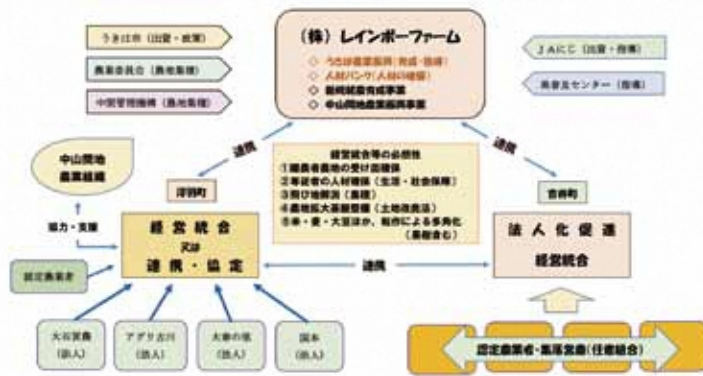 うきは市(出資・政策)
農業委員会(農地集積)
中間管理機構(農地集積)
(株)レインボーファーム
◇ うきは農業振興(育成・指導)
◇ 人材バンク(人材の確保)
◇ 新規就農育成事業
◇ 中山間地農業振興事業
JAにじ(出資・指導)
普及センター(指導)
連携
連携
中山間地
農業組織
協力・支援
浮羽町
吉井町
経営統合等の必要性
①離農者農地の受け皿確保
②専従者の人材確保(生活・社会保障)
③飛び地解消(集積)
④農地拡大基盤整備(土地改良法)
⑤米・麦・大豆ほか、転作による多角化
(果樹含む)
経営統合
又は
連携・協定
連携
法人化促進
経営統合
認定農業者
大石営農
(法人)
アグリ古川
(法人)
(法人)
国本
(法人)
認定農業者・集落営農(任意組合)